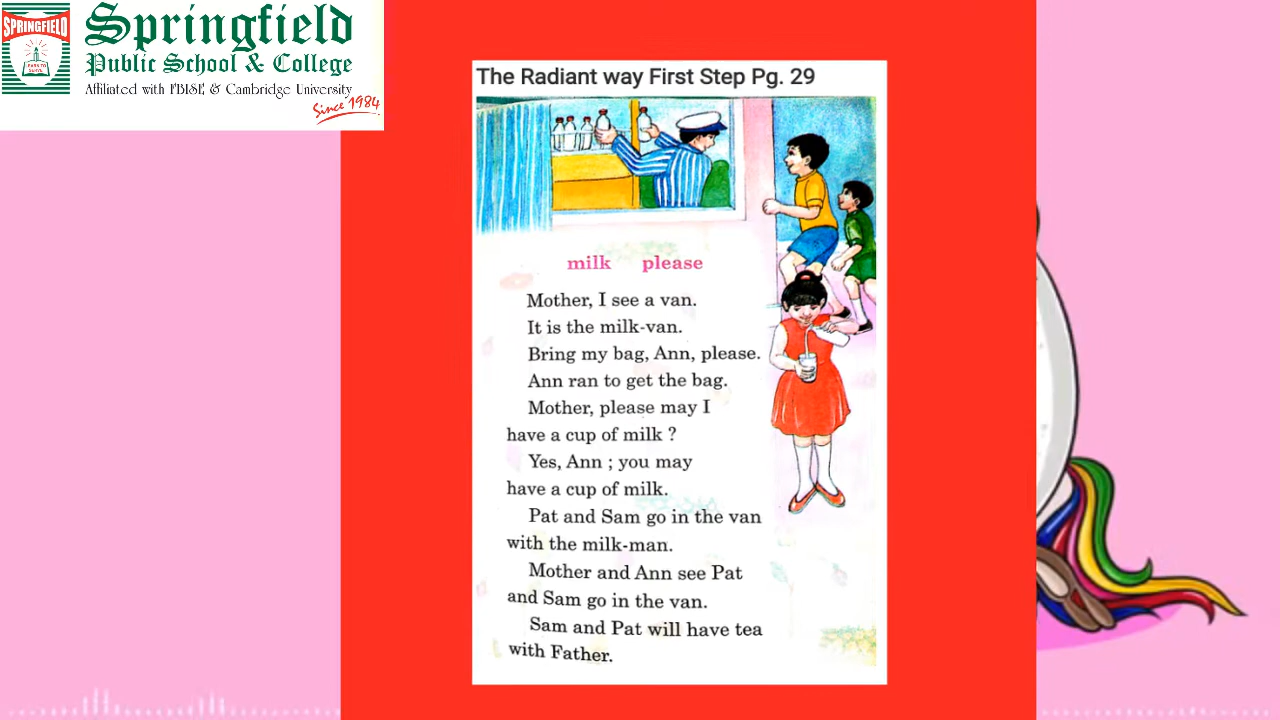 SPRINGFIELD
LEARN TO SERVE
Springfield
Public School & College
Affiliated with FBISE & Cambridge University
Since 1984
The Radiant way First Step Pg. 29
milk please
Mother, I see a van.
It is the milk-van.
Bring my bag, Ann, please.
Ann ran to get the bag.
Mother, please may I
have a cup of milk ?
Yes, Ann ; you may
have a cup of milk.
Pat and Sam go in the van
with the milk-man.
Mother and Ann see Pat
and Sam go in the van.
Sam and Pat will have tea
with Father.